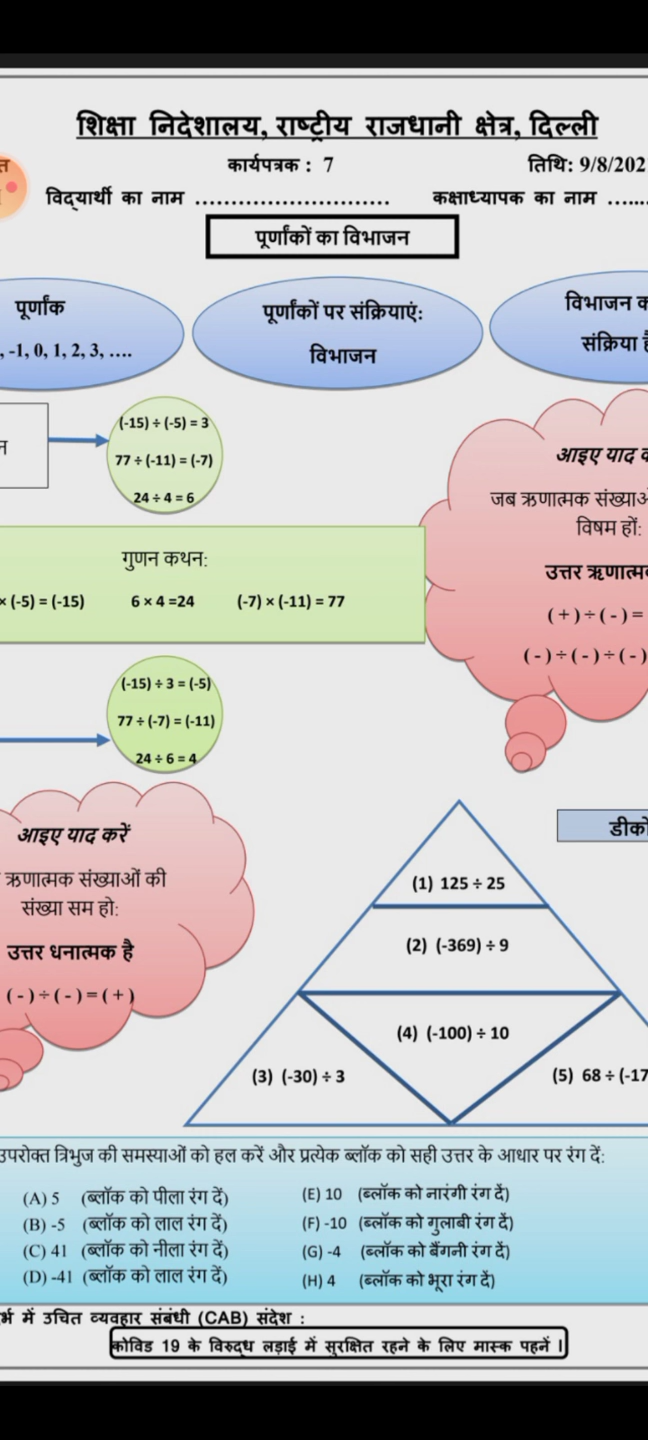 शिक्षा निदेशालय, राष्ट्रीय राजधानी क्षेत्र, दिल्ली
कार्यपत्रक : 7 तिथि: 9/8/202
विद्यार्थी का नाम ........................... कक्षाध्यापक का नाम ......
पूर्णांकों का विभाजन
पूर्णांक
, -1, 0, 1, 2, 3, ....
पूर्णांकों पर संक्रियाएं:
विभाजन
विभाजन
संक्रिया
(-15) ÷ (-5) = 3
77 ÷ (-11) = (-7)
24 ÷ 4 = 6
आइए याद
जब ऋणात्मक
विषम हों:
उत्तर
( + ) ÷ ( - ) =
( - ) ÷ ( - ) ÷ ( - )
गुणन कथन:
× (-5) = (-15) 6 × 4 =24 (-7) × (-11) = 77
(-15) ÷ 3 = (-5)
77 ÷ (-7) = (-11)
24 ÷ 6 = 4
आइए याद करें
ऋणात्मक संख्याओं की
संख्या सम हो:
उत्तर धनात्मक है
( - ) ÷ ( - ) = ( + )
(1) 125 ÷ 25
(2) (-369) ÷ 9
(4) (-100) ÷ 10
(3) (-30) ÷ 3 (5) 68 ÷ (-17
उपरोक्त त्रिभुज की समस्याओं को हल करें और प्रत्येक ब्लॉक को सही उत्तर के आधार पर रंग दें:
(A) 5 (ब्लॉक को पीला रंग दें)
(B) -5 (ब्लॉक को लाल रंग दें)
(C) 41 (ब्लॉक को नीला रंग दें)
(D) -41 (ब्लॉक को लाल रंग दें)
(E) 10 (ब्लॉक को नारंगी रंग दें)
(F) -10 (ब्लॉक को गुलाबी रंग दें)
(G) -4 (ब्लॉक को बैंगनी रंग दें)
(H) 4 (ब्लॉक को भूरा रंग दें)
में उचित व्यवहार संबंधी (CAB) संदेश :
कोविड 19 के विरुद्ध लड़ाई में सुरक्षित रहने के लिए मास्क पहनें ।